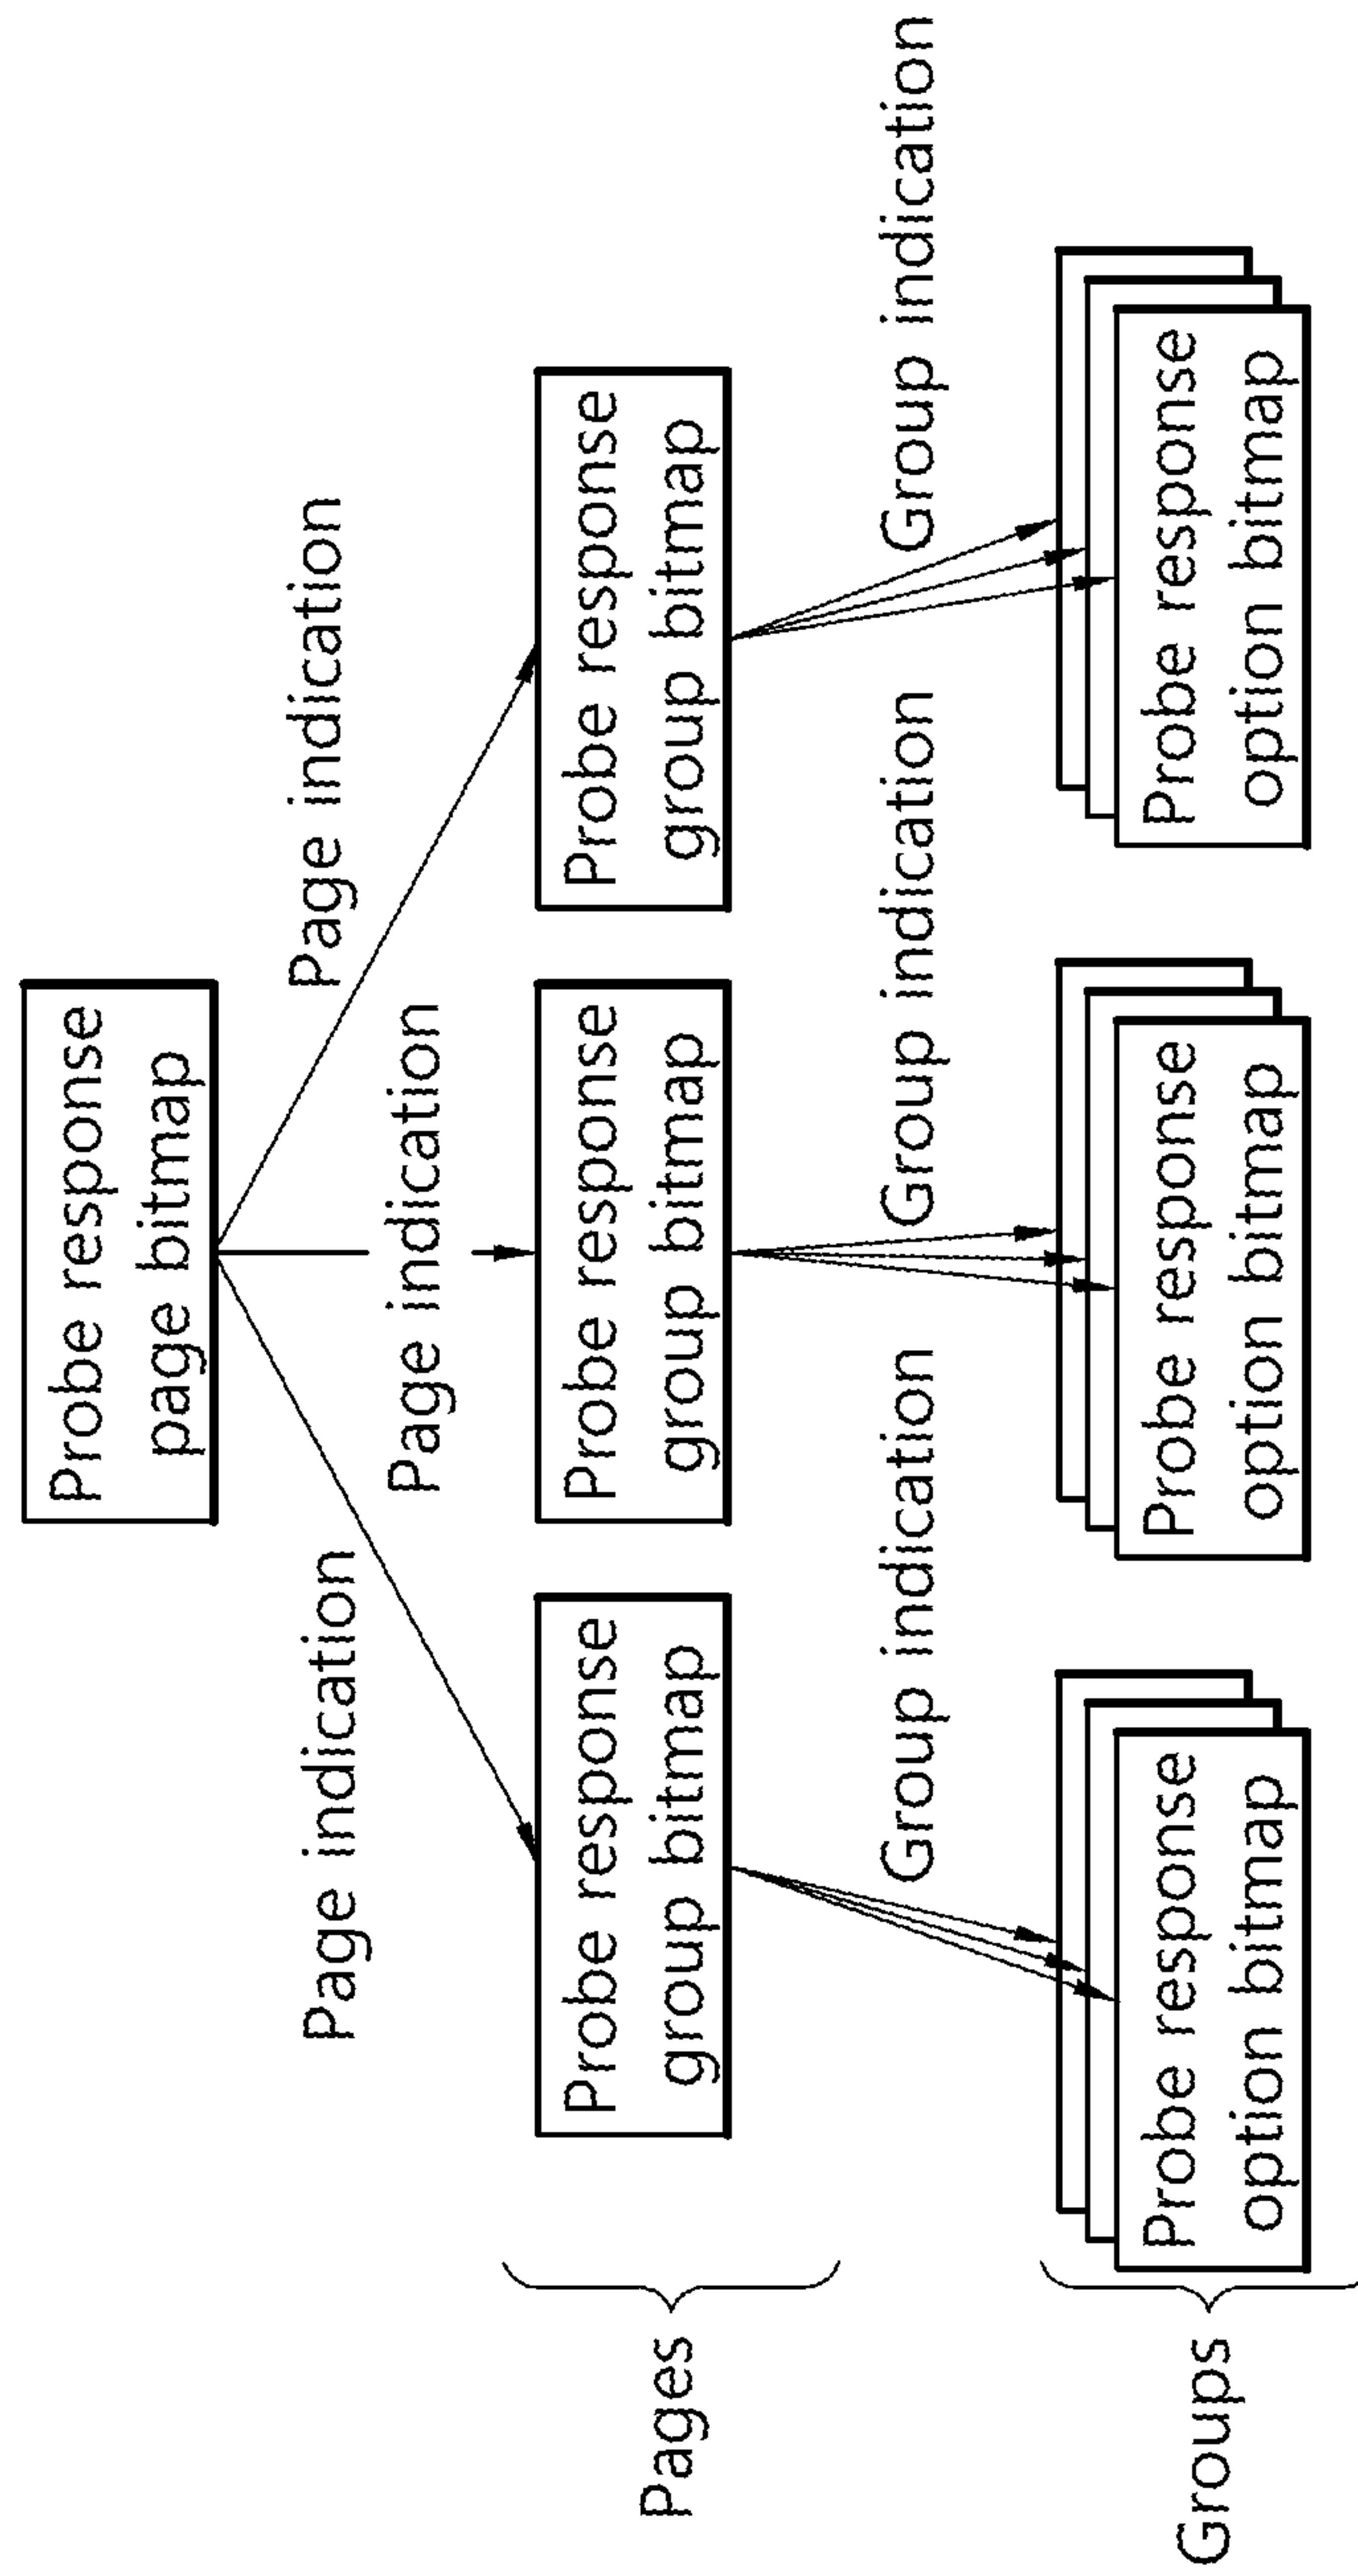 Probe response
page bitmap
Page indication
Page indication
Page indication
Pages
Probe response
group bitmap
Probe response
group bitmap
Probe response
group bitmap
Group indication
Group indication
Group indication
Groups
Probe response
option bitmap
Probe response
option bitmap
Probe response
option bitmap